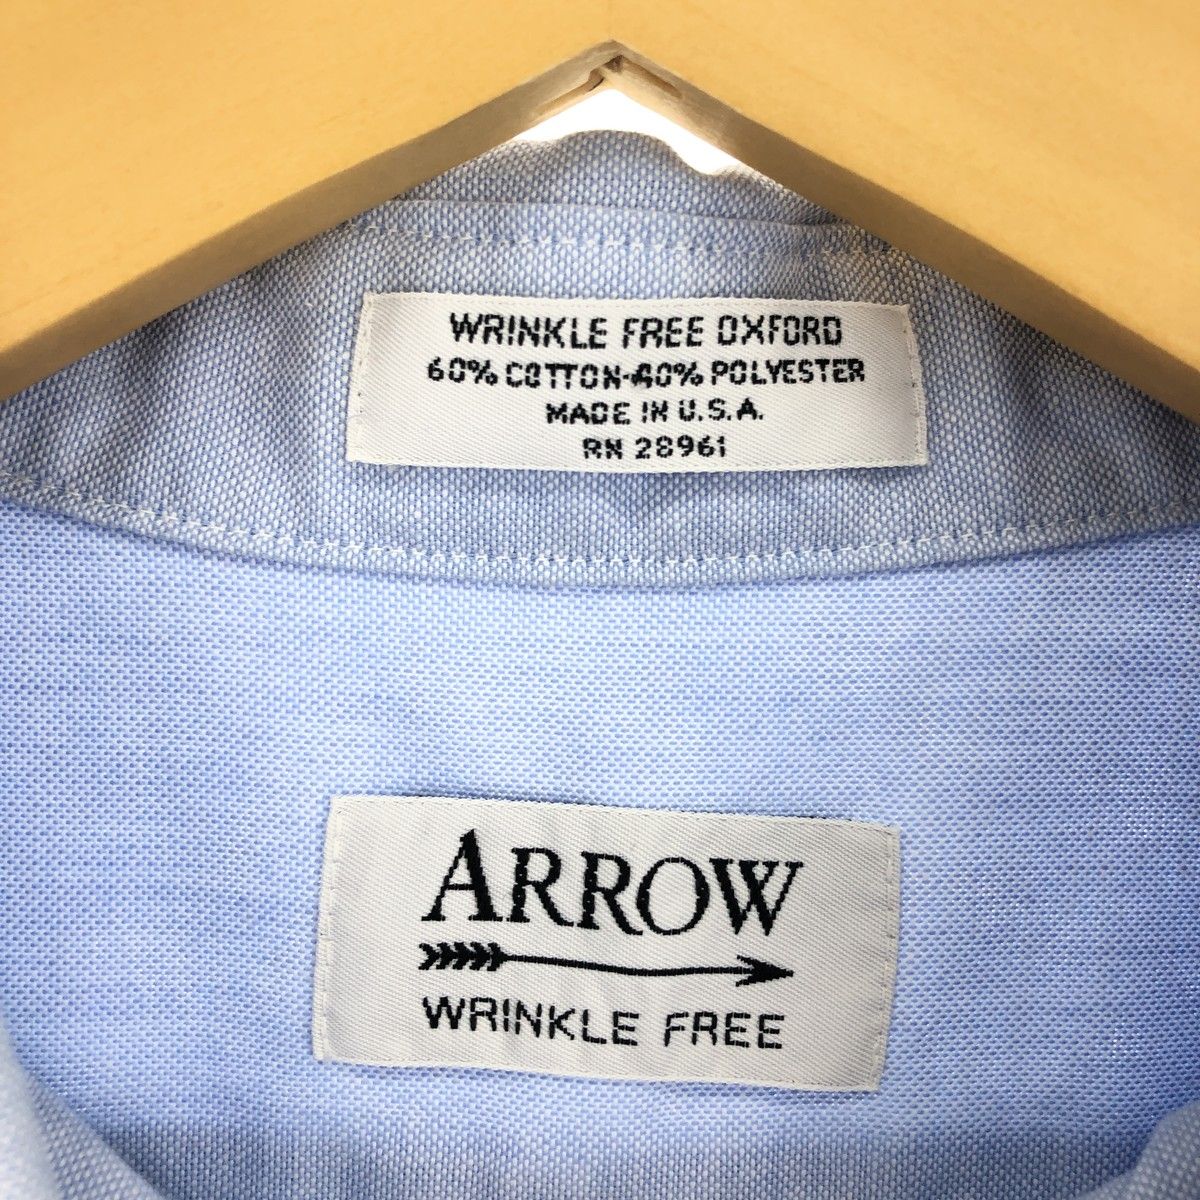 WRINKLE FREE OXFORD
60% COTTON-40% POLYESTER
MADE IN U.S.A.
RN 28961
ARROW
WRINKLE FREE